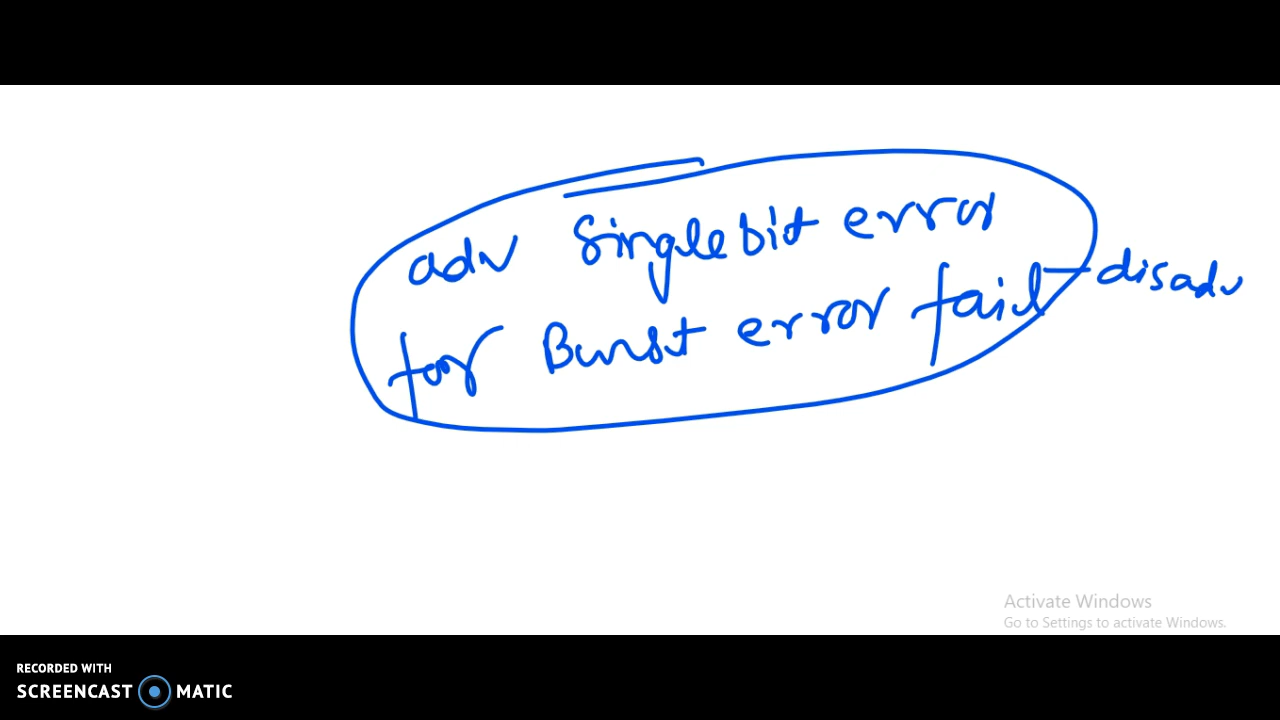 adv Single bit error
for Burst error fail - disadv
Activate Windows
Go to Settings to activate Windows.
RECORDED WITH
SCREENCAST MATIC